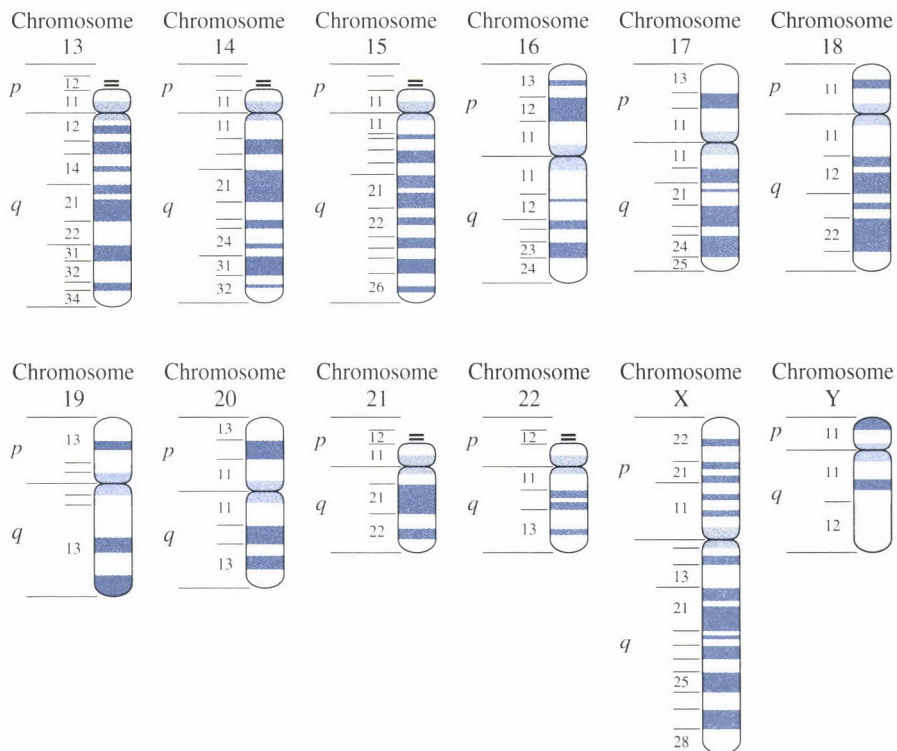 Chromosome 13
p
12
11
q
12
14
21
22
31
32
34
Chromosome 14
p
11
q
11
21
24
31
32
Chromosome 15
p
11
q
11
21
22
26
Chromosome 16
p
13
12
11
q
11
12
23
24
Chromosome 17
p
13
11
q
11
21
24
25
Chromosome 18
p
11
q
11
12
22
Chromosome 19
p
13
q
13
Chromosome 20
p
13
11
q
11
13
Chromosome 21
p
12
11
q
21
22
Chromosome 22
p
12
q
11
13
Chromosome X
p
22
21
11
q
13
21
25
28
Chromosome Y
p
11
q
11
12